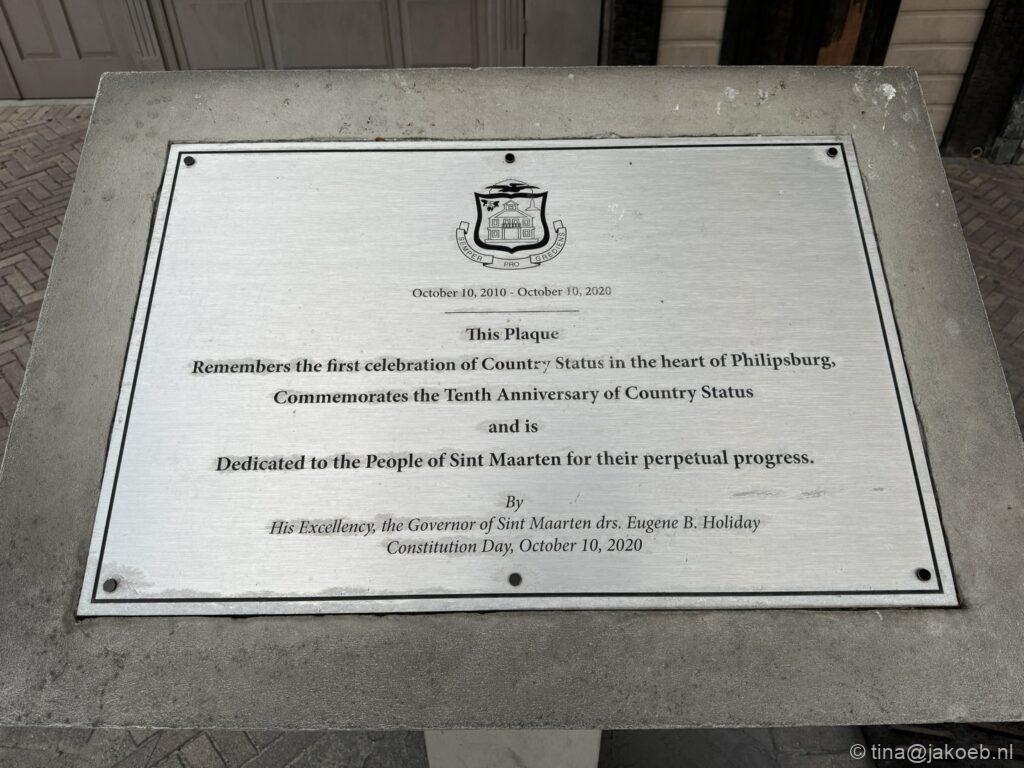 SEMPER PRO GREDIENS
October 10, 2010 - October 10, 2020
This Plaque
Remembers the first celebration of Country Status in the heart of Philipsburg,
Commemorates the Tenth Anniversary of Country Status
and is
Dedicated to the People of Sint Maarten for their perpetual progress.
By
His Excellency, the Governor of Sint Maarten drs. Eugene B. Holiday
Constitution Day, October 10, 2020
© tina@jakoeb.nl